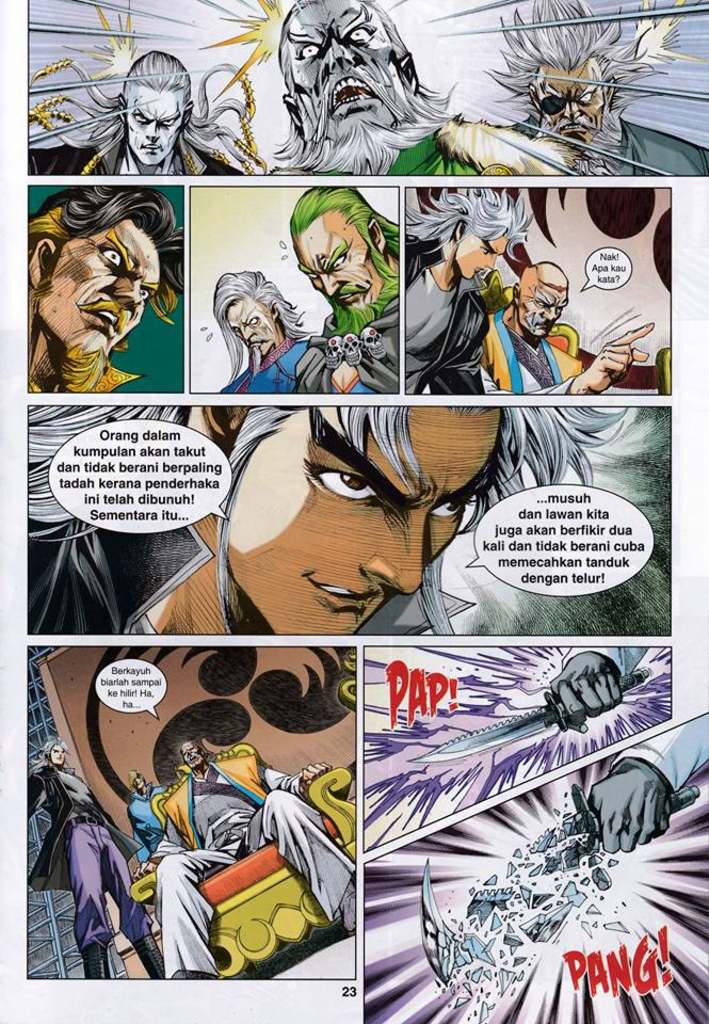 Nak!
Apa kau
kata?
Orang dalam
kumpulan akan takut
dan tidak berani berpaling
tadah kerana penderhaka
ini telah dibunuh!
Sementara itu...
...musuh
dan lawan kita
juga akan berfikir dua
kali dan tidak berani cuba
memecahkan tanduk
dengan telur!
Berkayuh
biarlah sampai
ke hilir! Ha,
ha...
PAP!
PANG!
23